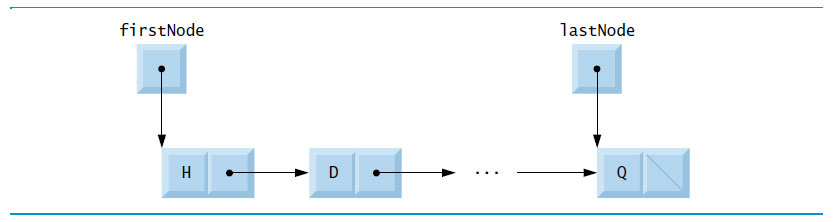 firstNode lastNode
H D ... Q